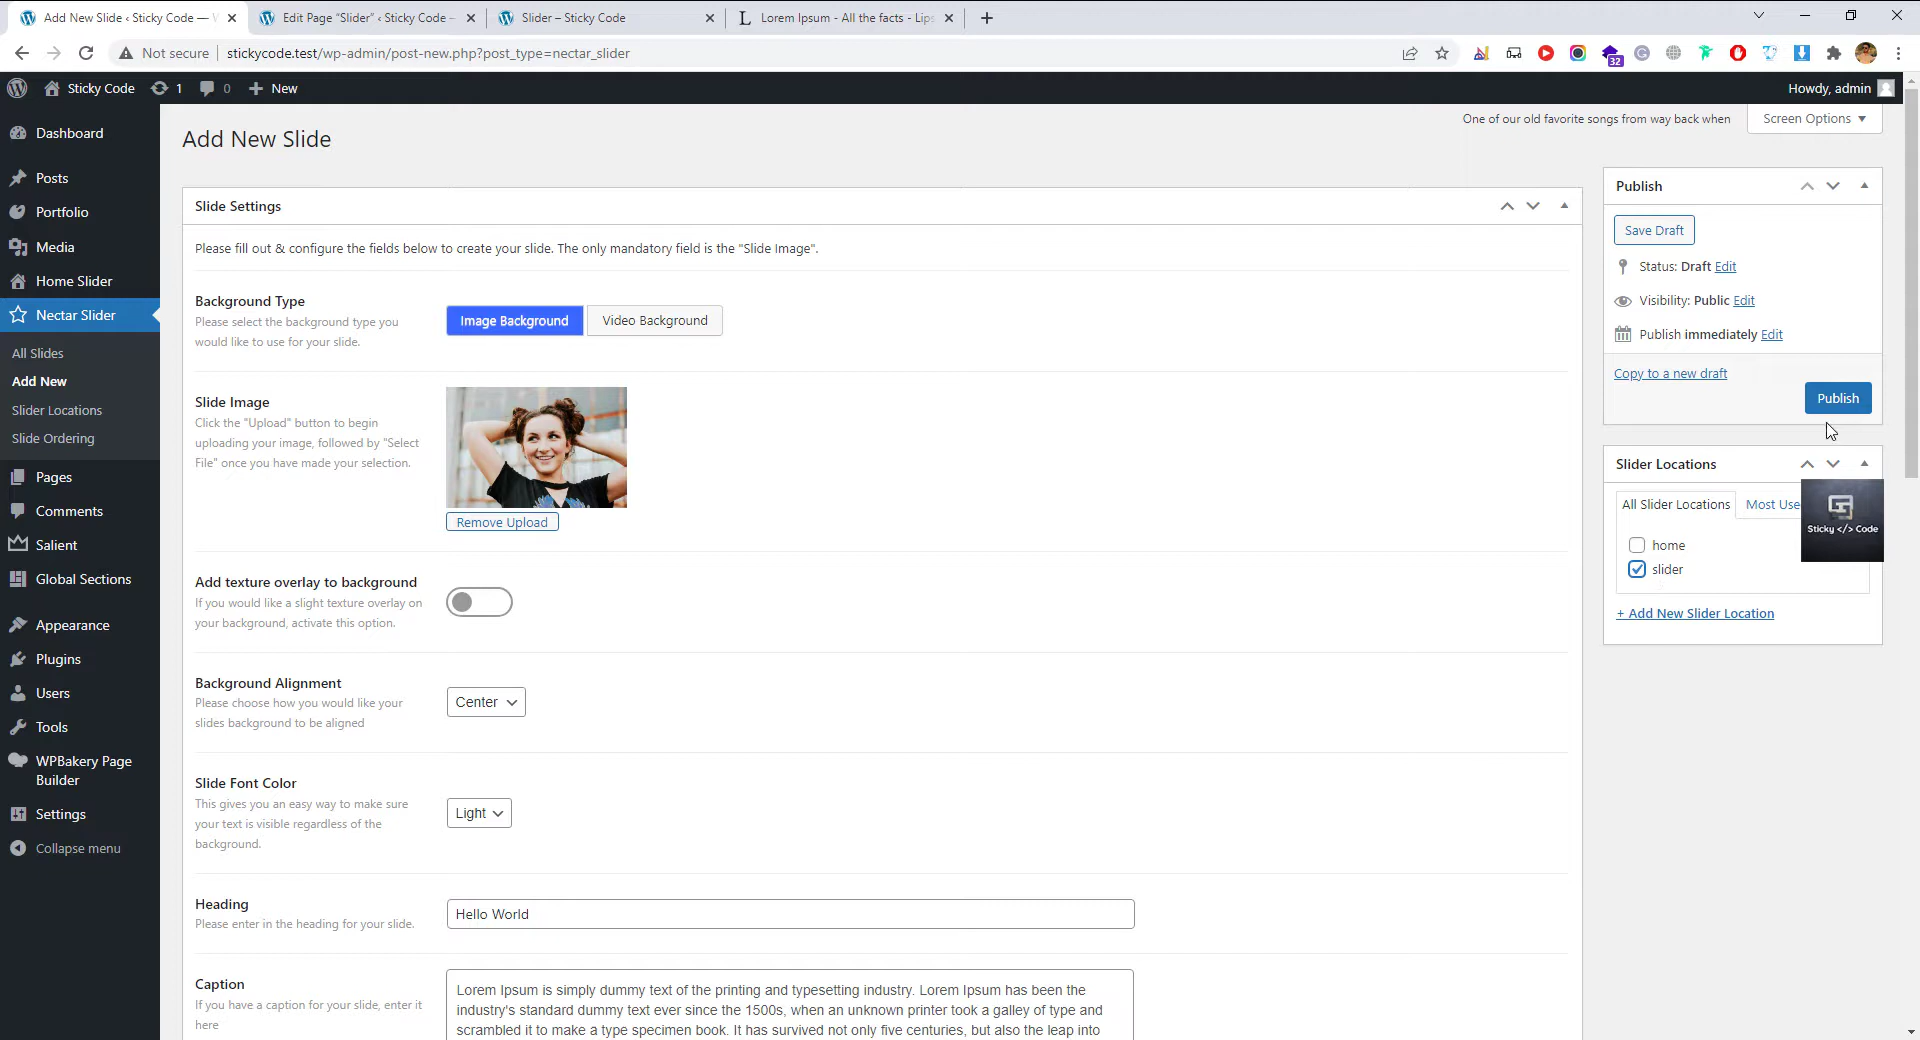 Add New Slide ‹ Sticky Code — W
Edit Page “Slider” ‹ Sticky Code –
Slider – Sticky Code
Lorem Ipsum - All the facts - Lips
Not secure
stickycode.test/wp-admin/post-new.php?post_type=nectar_slider
32
Sticky Code
1
0
New
Howdy, admin
Dashboard
Posts
Portfolio
Media
Home Slider
Nectar Slider
All Slides
Add New
Slider Locations
Slide Ordering
Pages
Comments
Salient
Global Sections
Appearance
Plugins
Users
Tools
WPBakery Page
Builder
Settings
Collapse menu
One of our old favorite songs from way back when
Screen Options
Add New Slide
Slide Settings
Please fill out & configure the fields below to create your slide. The only mandatory field is the "Slide Image".
Background Type
Please select the background type you
would like to use for your slide.
Image Background
Video Background
Slide Image
Click the "Upload" button to begin
uploading your image, followed by "Select
File" once you have made your selection.
Remove Upload
Add texture overlay to background
If you would like a slight texture overlay on
your background, activate this option.
Background Alignment
Please choose how you would like your
slides background to be aligned
Center
Slide Font Color
This gives you an easy way to make sure
your text is visible regardless of the
background.
Light
Heading
Please enter in the heading for your slide.
Hello World
Caption
If you have a caption for your slide, enter it
here
Lorem Ipsum is simply dummy text of the printing and typesetting industry. Lorem Ipsum has been the
industry's standard dummy text ever since the 1500s, when an unknown printer took a galley of type and
scrambled it to make a type specimen book. It has survived not only five centuries, but also the leap into
Publish
Save Draft
Status: Draft Edit
Visibility: Public Edit
Publish immediately Edit
Copy to a new draft
Publish
Slider Locations
All Slider Locations
Most Use
home
slider
+ Add New Slider Location
Sticky </> Code